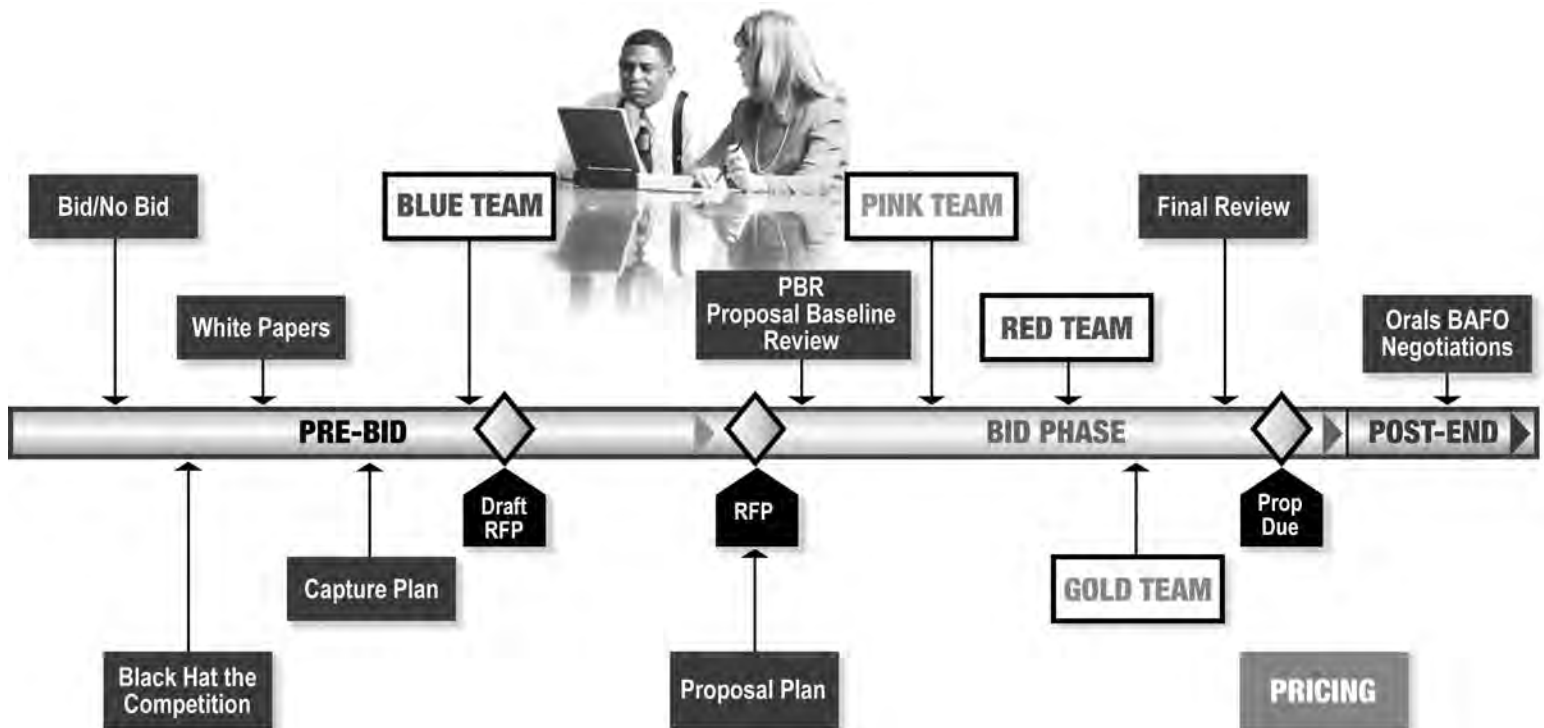 Bid/No Bid
BLUE TEAM
PINK TEAM
Final Review
White Papers
PBR
Proposal Baseline
Review
RED TEAM
Orals BAFO
Negotiations
PRE-BID
BID PHASE
POST-END
Draft
RFP
RFP
Prop
Due
Capture Plan
GOLD TEAM
Black Hat the
Competition
Proposal Plan
PRICING